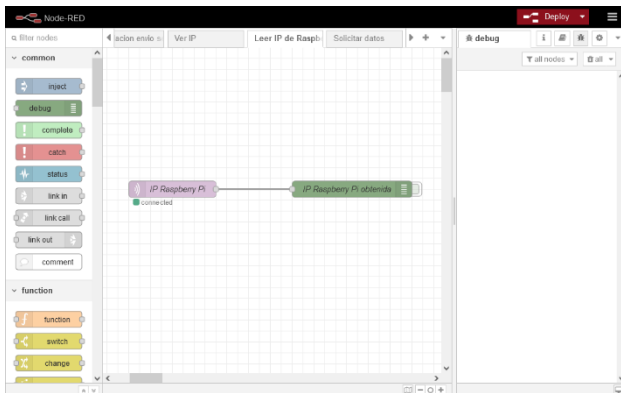 Node-RED
Deploy
filter nodes
acion envio
Ver IP
Leer IP de Raspb
Solicitar datos
debug
all nodes
all
common
inject
debug
complete
catch
status
link in
link call
link out
comment
function
function
switch
change
IP Raspberry Pi
connected
IP Raspberry Pi obtenida